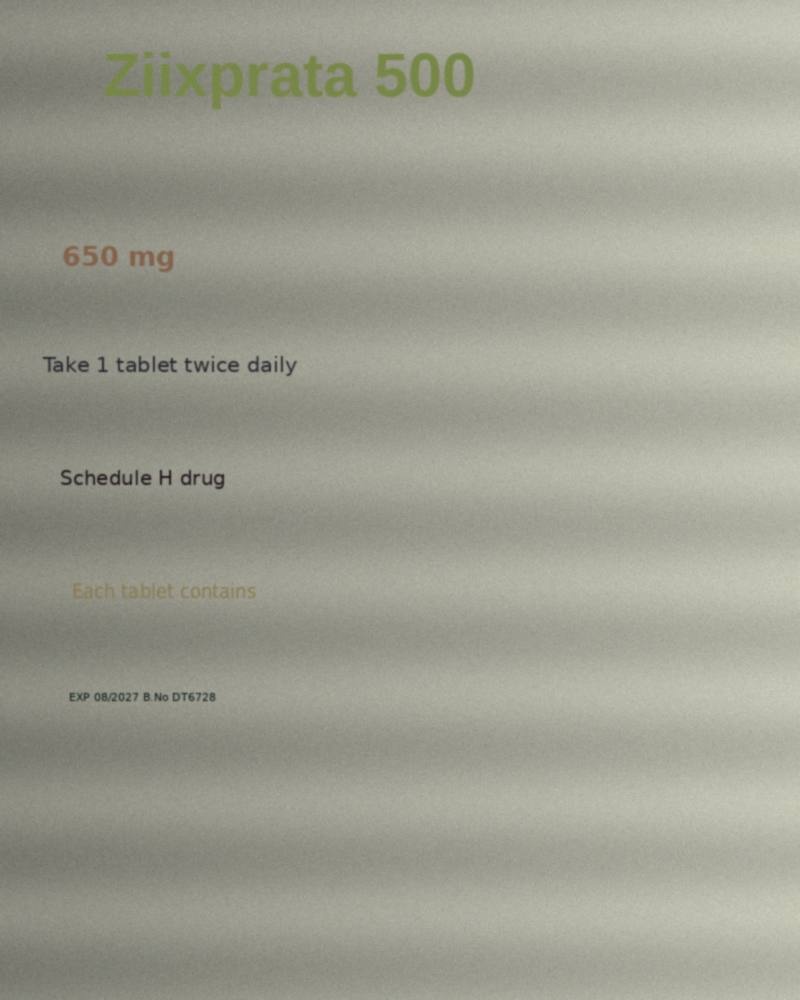 Ziixprata 500
650 mg
Take 1 tablet twice daily
Schedule H drug
Each tablet contains
EXP 08/2027 B.No DT6728